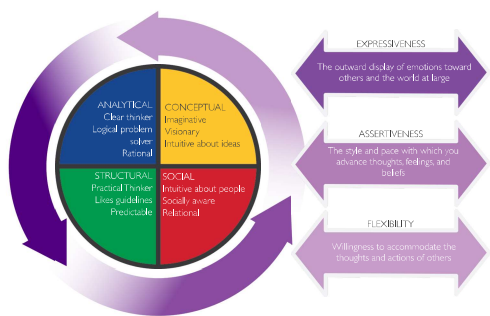 ANALYTICAL
Clear thinker
Logical problem
solver
Rational
CONCEPTUAL
Imaginative
Visionary
Intuitive about ideas
STRUCTURAL
Practical Thinker
Likes guidelines
Predictable
SOCIAL
Intuitive about people
Socially aware
Relational
EXPRESSIVENESS
The outward display of emotions toward
others and the world at large
ASSERTIVENESS
The style and pace with which you
advance thoughts, feelings, and
beliefs
FLEXIBILITY
Willingness to accommodate the
thoughts and actions of others